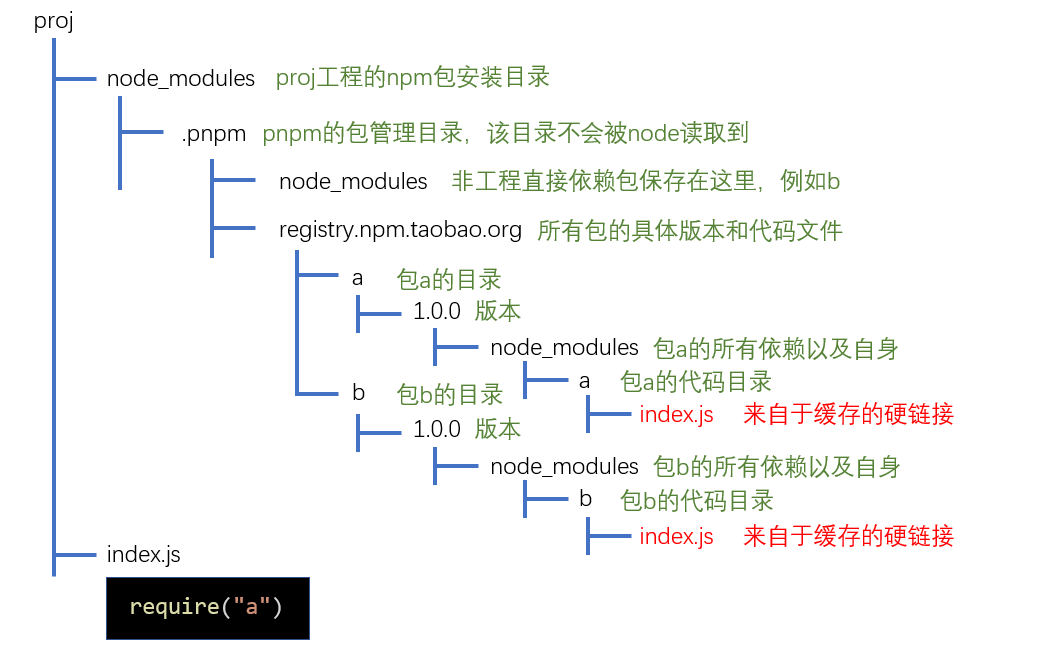 proj
node_modules proj工程的npm包安装目录
.pnpm pnpm的包管理目录，该目录不会被node读取到
node_modules 非工程直接依赖包保存在这里，例如b
registry.npm.taobao.org 所有包的具体版本和代码文件
a 包a的目录
1.0.0 版本
node_modules 包a的所有依赖以及自身
a 包a的代码目录
index.js 来自于缓存的硬链接
b 包b的目录
1.0.0 版本
node_modules 包b的所有依赖以及自身
b 包b的代码目录
index.js 来自于缓存的硬链接
index.js
require("a")